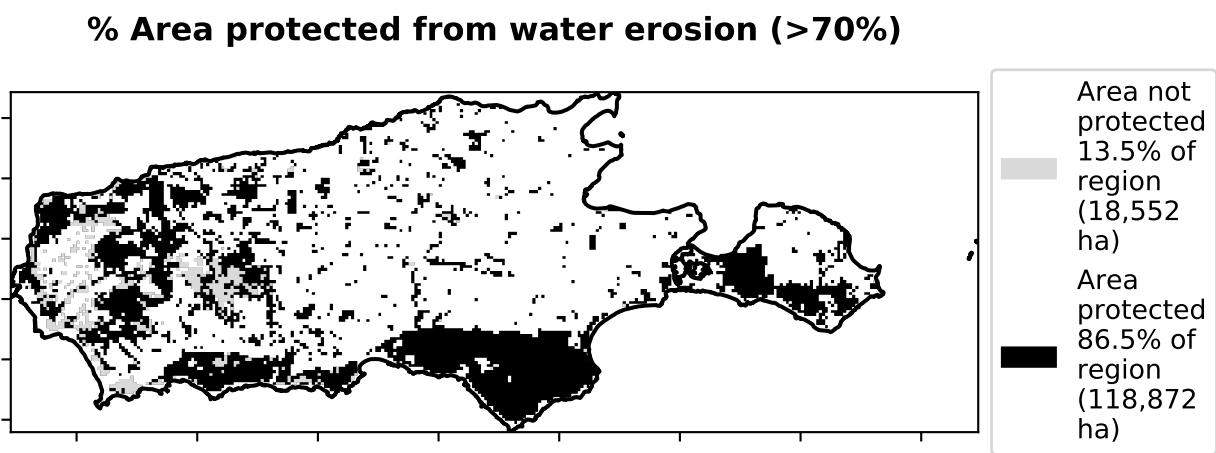 % Area protected from water erosion (>70%)
Area not
protected
13.5% of
region
(18,552
ha)
Area
protected
86.5% of
region
(118,872
ha)